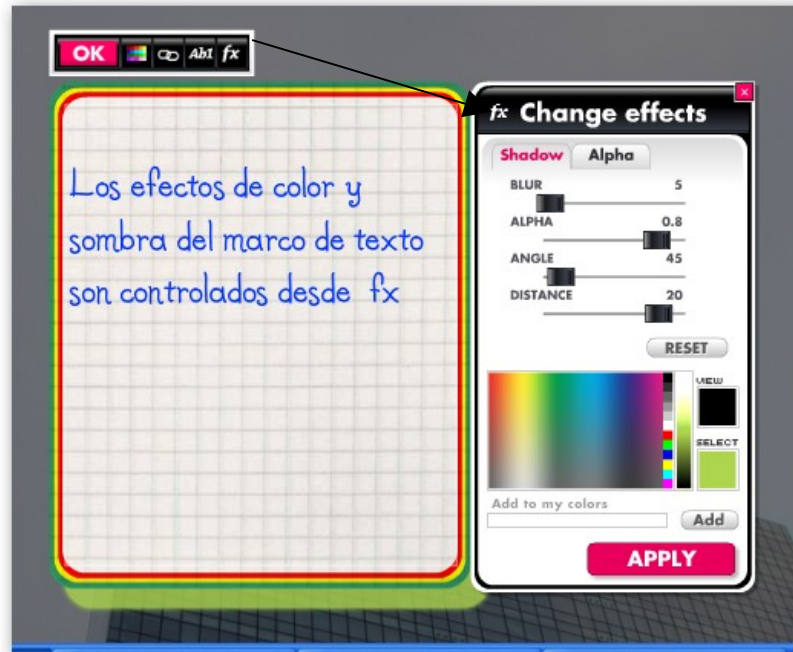 OK AbI fx
fx Change effects
Los efectos de color y
sombra del marco de texto
son controlados desde fx
Shadow Alpha
BLUR 5
ALPHA 0.8
ANGLE 45
DISTANCE 20
RESET
VIEW
SELECT
Add to my colors
Add
APPLY